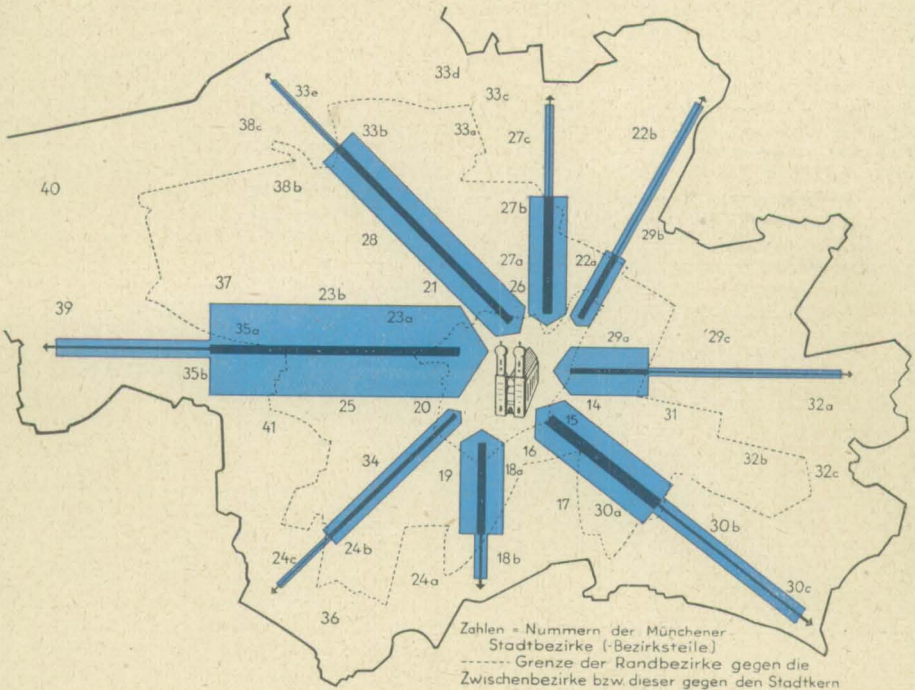 33d
33e
33c
38c
33b
33a
27c
22b
40
38b
27b
28
29b
27a
22a
37
21
26
23b
39
23a
35a
29a
29c
35b
25
20
14
31
32a
41
15
34
19
18a
16
32b
32c
17
30a
30b
24c
24b
24a
18b
30c
36
Zahlen = Nummern der Münchener
Stadtbezirke (-Bezirksteile)
------ Grenze der Randbezirke gegen die
Zwischenbezirke bzw. dieser gegen den Stadtkern